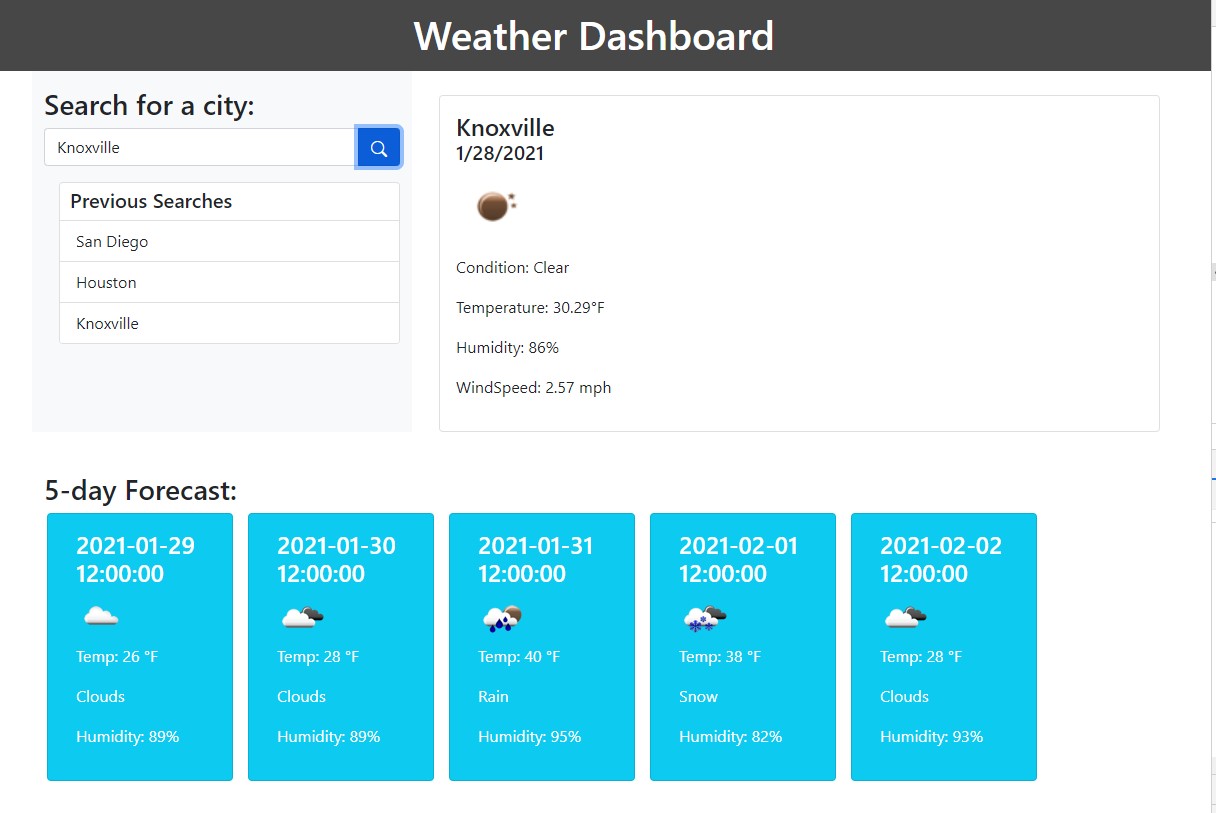 Weather Dashboard
Search for a city:
Knoxville
Previous Searches
San Diego
Houston
Knoxville
Knoxville
1/28/2021
Condition: Clear
Temperature: 30.29°F
Humidity: 86%
WindSpeed: 2.57 mph
5-day Forecast:
2021-01-29
12:00:00
Temp: 26 °F
Clouds
Humidity: 89%
2021-01-30
12:00:00
Temp: 28 °F
Clouds
Humidity: 89%
2021-01-31
12:00:00
Temp: 40 °F
Rain
Humidity: 95%
2021-02-01
12:00:00
Temp: 38 °F
Snow
Humidity: 82%
2021-02-02
12:00:00
Temp: 28 °F
Clouds
Humidity: 93%